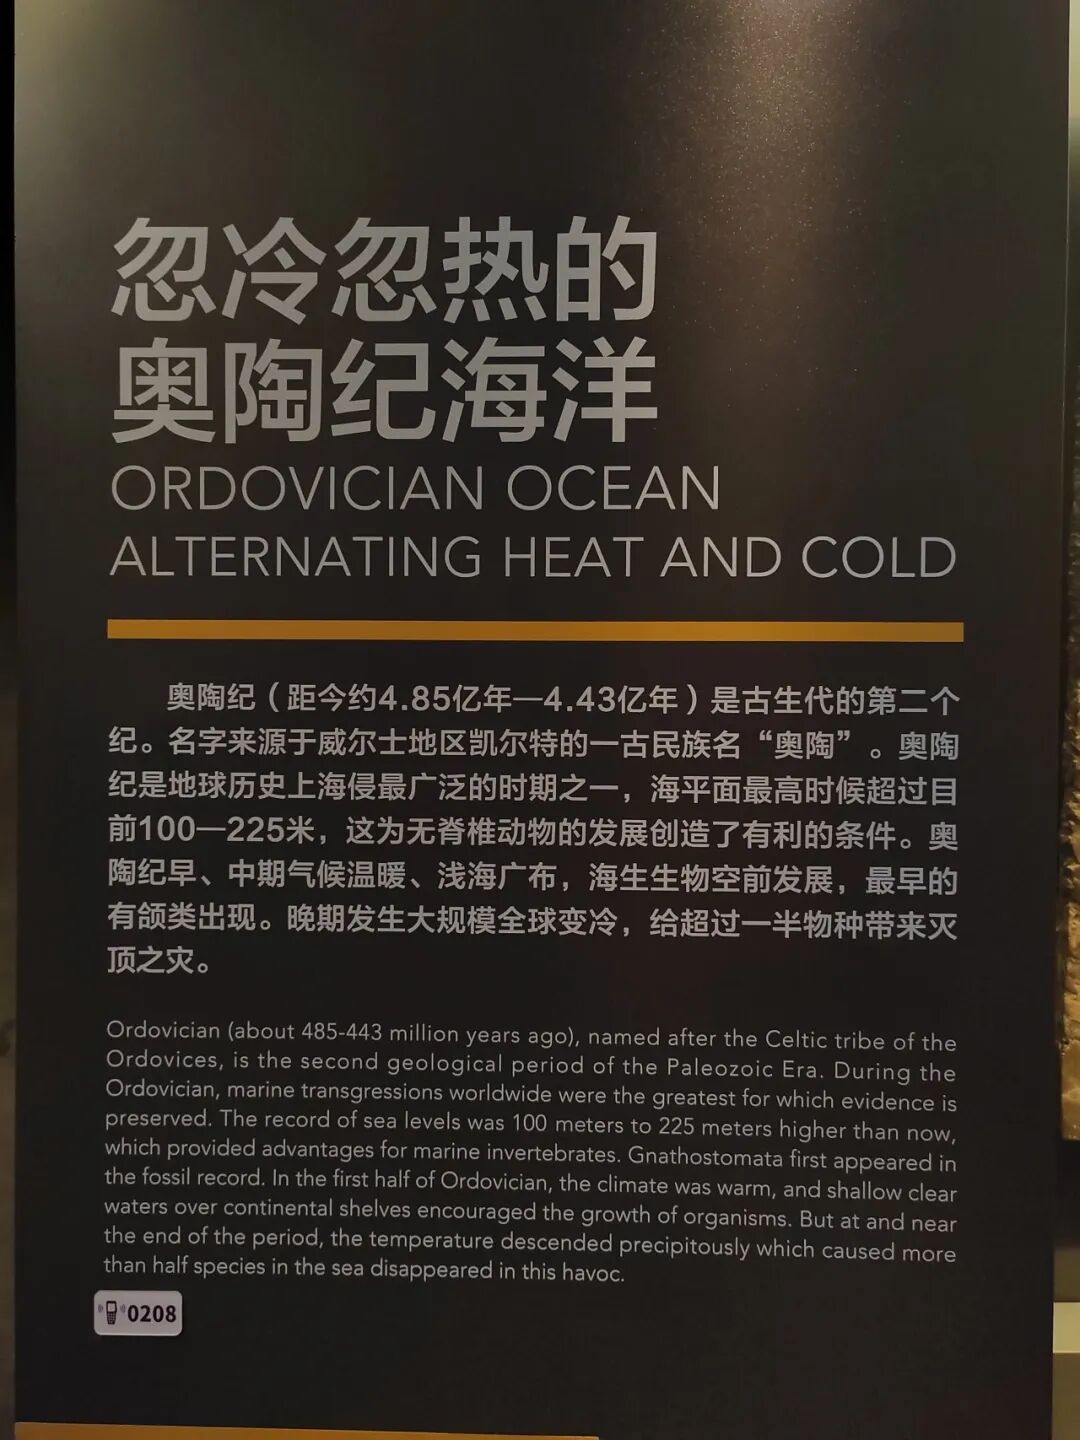 忽冷忽热的
奥陶纪海洋
ORDOVICIAN OCEAN
ALTERNATING HEAT AND COLD
奥陶纪（距今约4.85亿年—4.43亿年）是古生代的第二个
纪。名字来源于威尔士地区凯尔特的一古民族名“奥陶”。奥陶
纪是地球历史上海侵最广泛的时期之一，海平面最高时候超过目
前100—225米，这为无脊椎动物的发展创造了有利的条件。奥
陶纪早、中期气候温暖、浅海广布，海生生物空前发展，最早的
有颌类出现。晚期发生大规模全球变冷，给超过一半物种带来灭
顶之灾。
Ordovician (about 485-443 million years ago), named after the Celtic tribe of the
Ordovices, is the second geological period of the Paleozoic Era. During the
Ordovician, marine transgressions worldwide were the greatest for which evidence is
preserved. The record of sea levels was 100 meters to 225 meters higher than now,
which provided advantages for marine invertebrates. Gnathostomata first appeared in
the fossil record. In the first half of Ordovician, the climate was warm, and shallow clear
waters over continental shelves encouraged the growth of organisms. But at and near
the end of the period, the temperature descended precipitously which caused more
than half species in the sea disappeared in this havoc.
0208